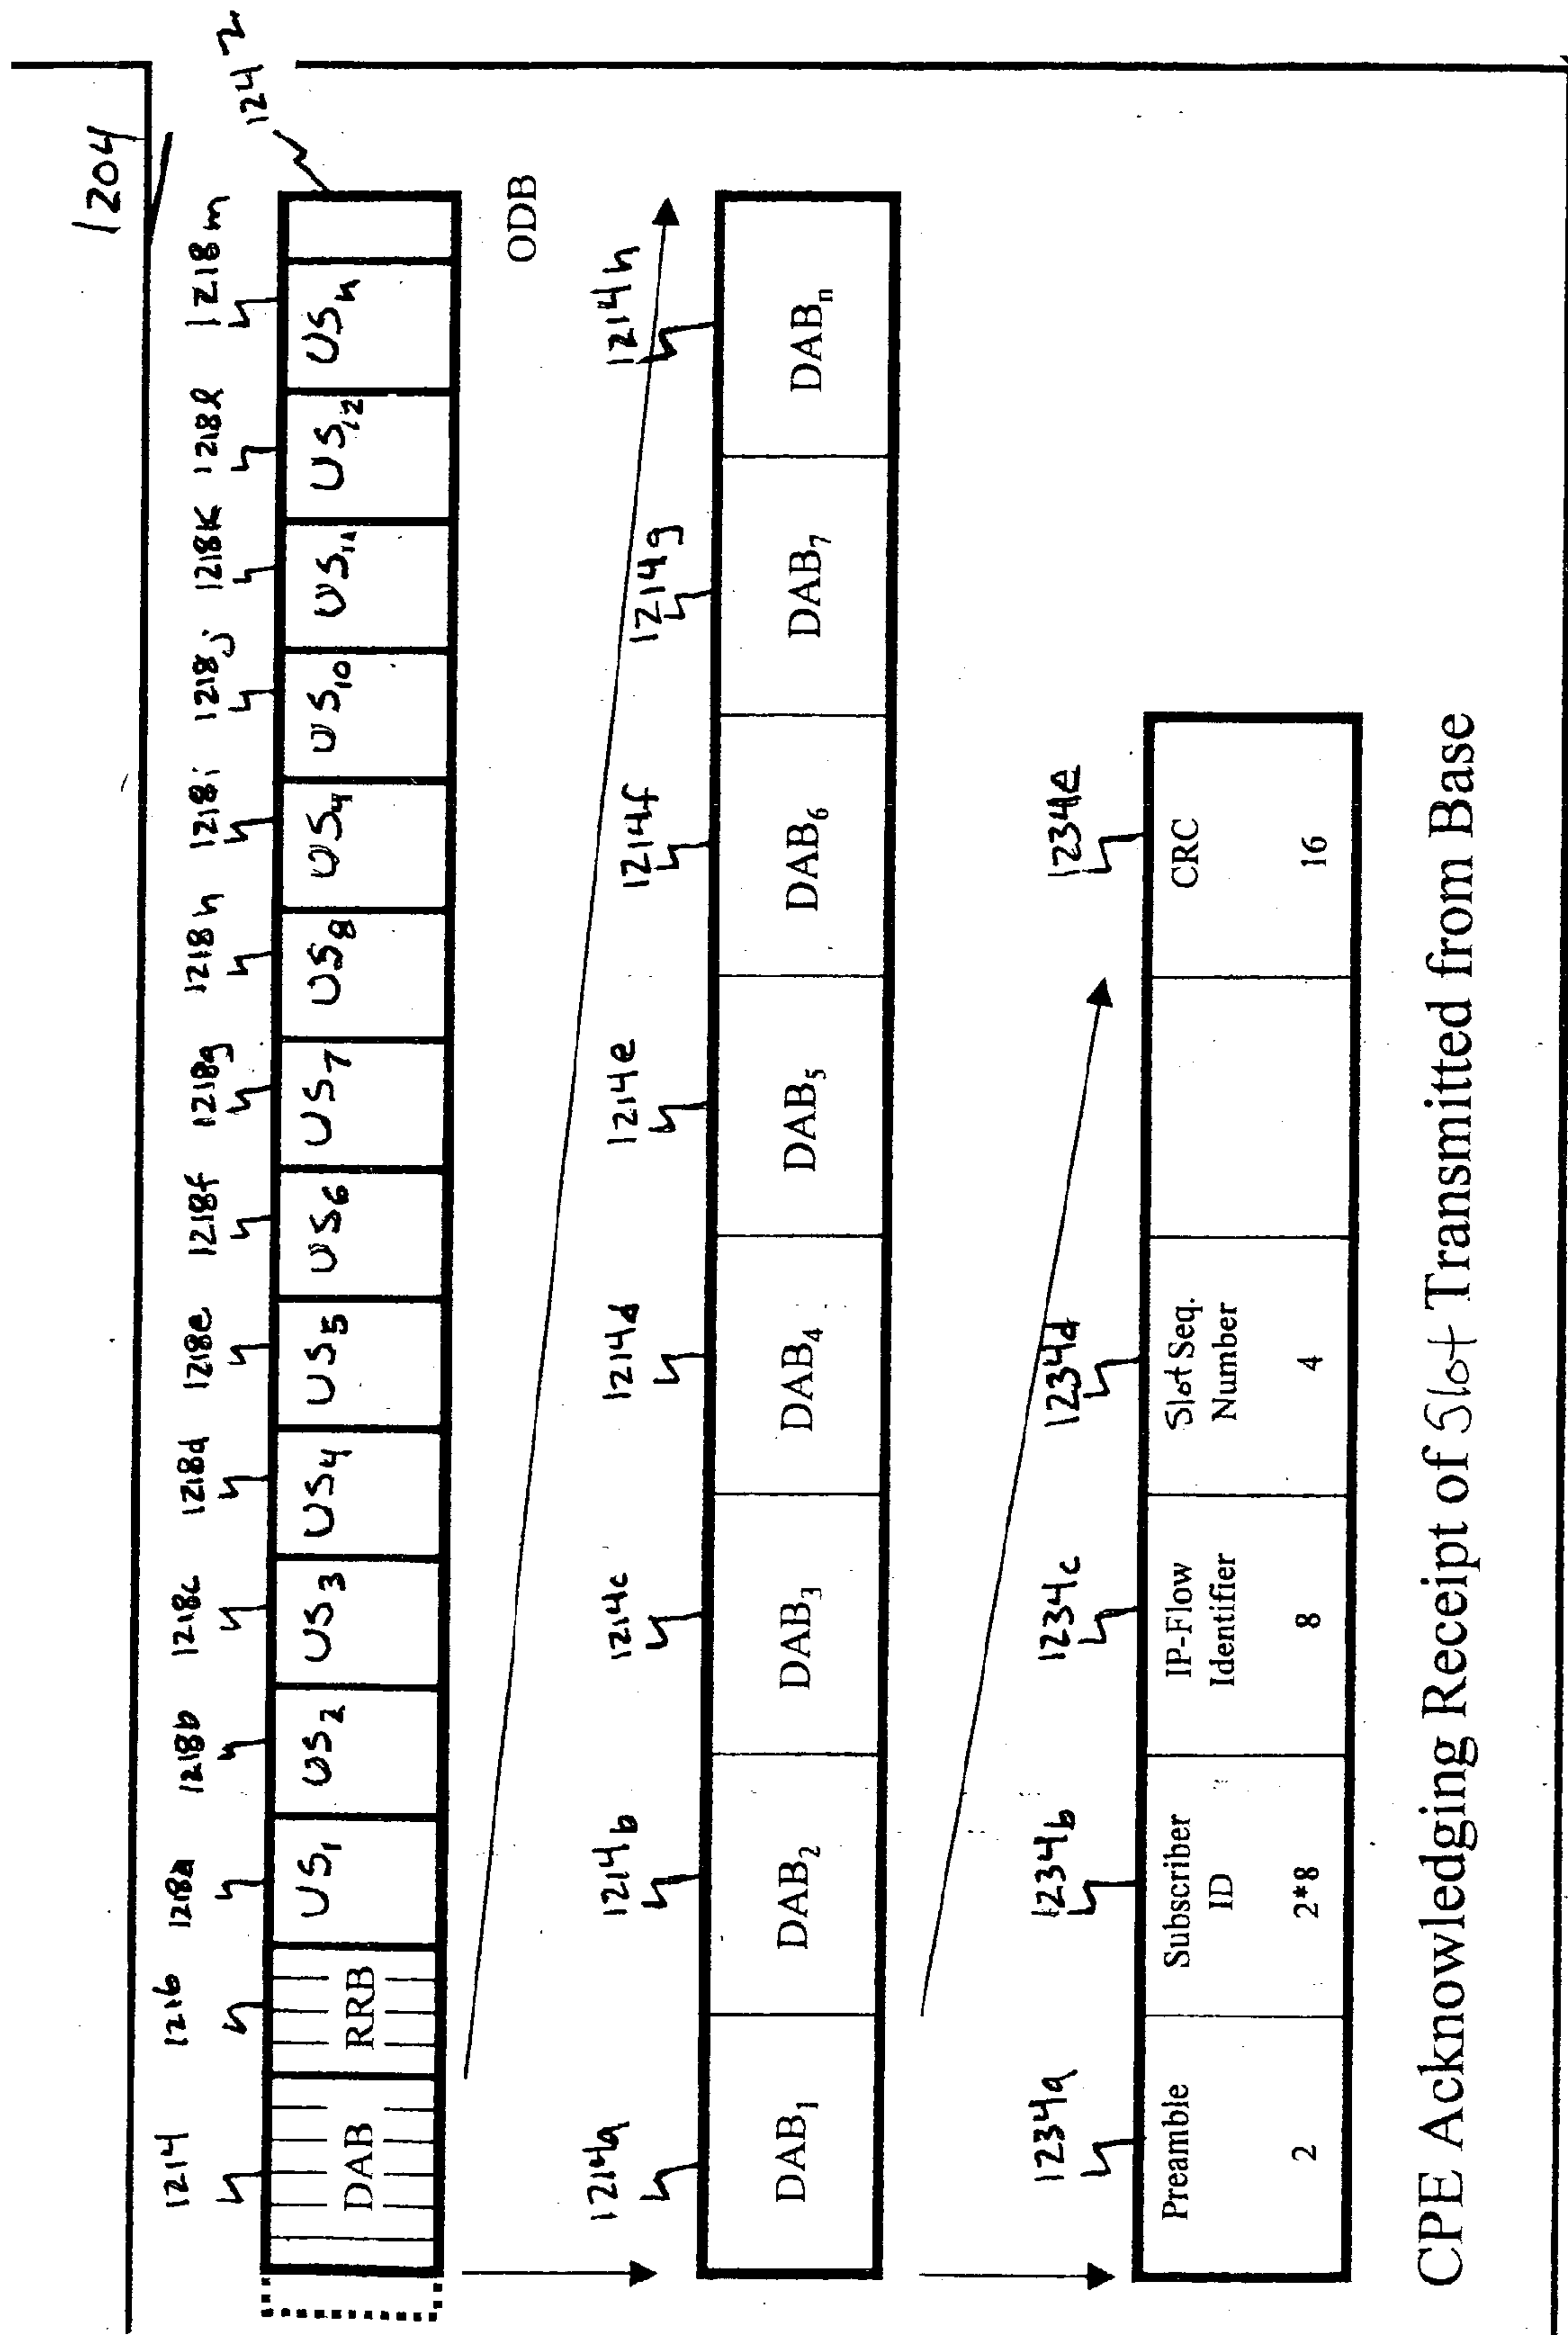 1204
1214 1216 1218a 1218b 1218c 1218d 1218e 1218f 1218g 1218h 1218i 1218j 1218k 1218l 1218m 1242
DAB RRB US1 US2 US3 US4 US5 US6 US7 US8 US9 US10 US11 US12 USn
ODB
1214a 1214b 1214c 1214d 1214e 1214f 1214g 1214h
DAB1 DAB2 DAB3 DAB4 DAB5 DAB6 DAB7 DABn
1234a 1234b 1234c 1234d 1234e
Preamble Subscriber IP-Flow Slot Seq. CRC
ID Identifier Number
2 2*8 8 4 16
CPE Acknowledging Receipt of Slot Transmitted from Base